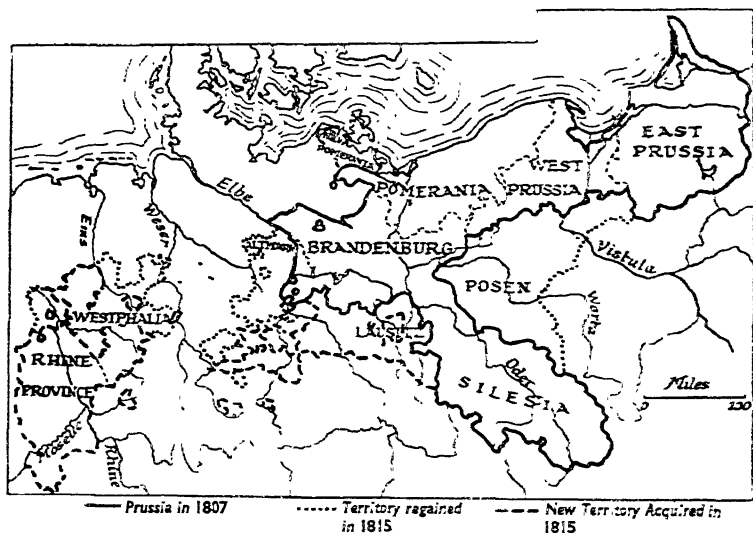 EAST
PRUSSIA
WEST
PRUSSIA
POMERANIA
POMERANIA
Elbe
Ems
Weser
BRANDENBURG
Vistula
POSEN
Warta
WESTPHALIA
RHINE
PROVINCE
Oder
SILESIA
Miles
Moselle
Rhine
Prussia in 1807
Territory regained
in 1815
New Territory Acquired in
1815